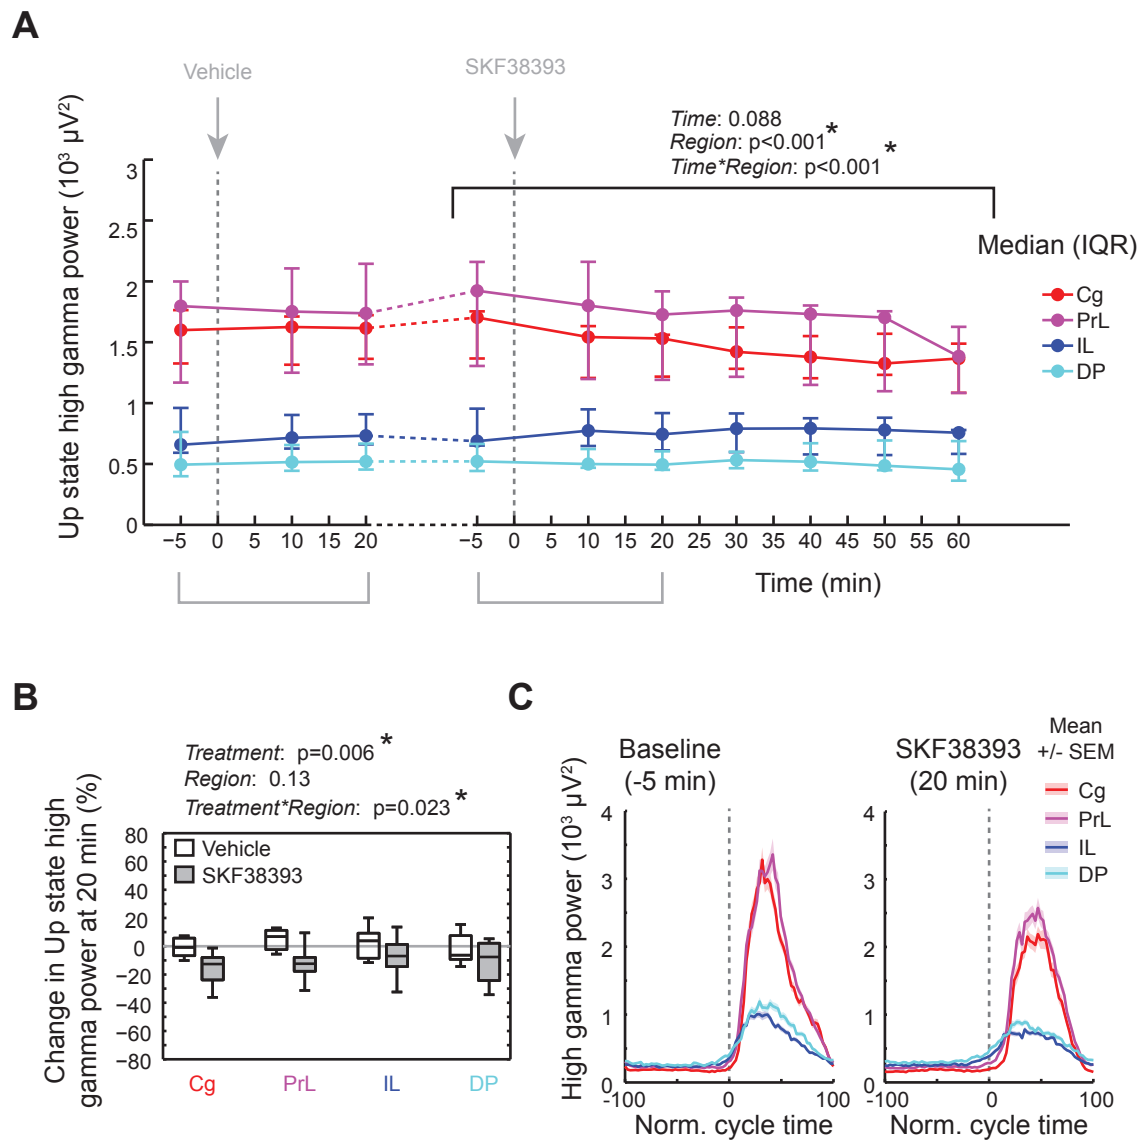 A
Vehicle
SKF38393
Time: 0.088
Region: p<0.001*
Time*Region: p<0.001*
Up state high gamma power (10³ µV²)
3
2.5
2
1.5
1
0.5
0
−5 0 5 10 15 20 −5 0 5 10 15 20 25 30 35 40 45 50 55 60
Time (min)
Median (IQR)
Cg
PrL
IL
DP
B
Treatment: p=0.006*
Region: 0.13
Treatment*Region: p=0.023*
Change in Up state high
gamma power at 20 min (%)
80
60
40
20
0
−20
−40
−60
−80
Vehicle
SKF38393
Cg PrL IL DP
C
Baseline
(-5 min)
SKF38393
(20 min)
Mean
+/- SEM
Cg
PrL
IL
DP
High gamma power (10³ µV²)
4
3
2
1
0
-100 0 100
Norm. cycle time
4
3
2
1
0
-100 0 100
Norm. cycle time